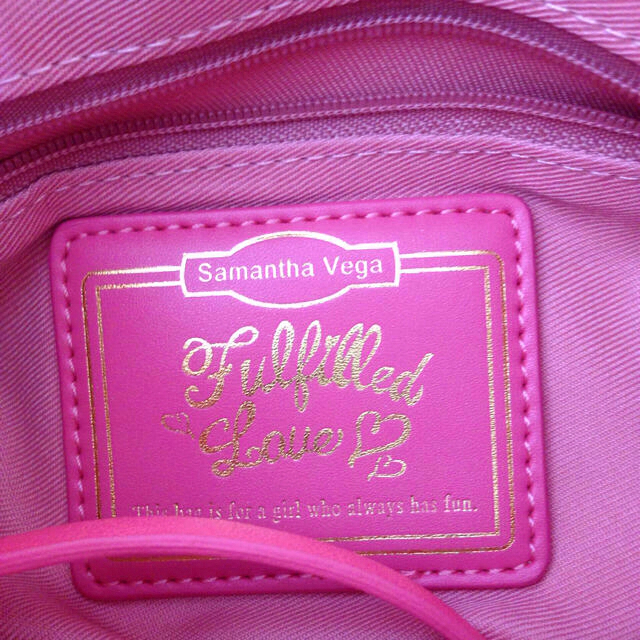 Samantha Vega
Fulfilled
Love
This bag is for a girl who always has fun.